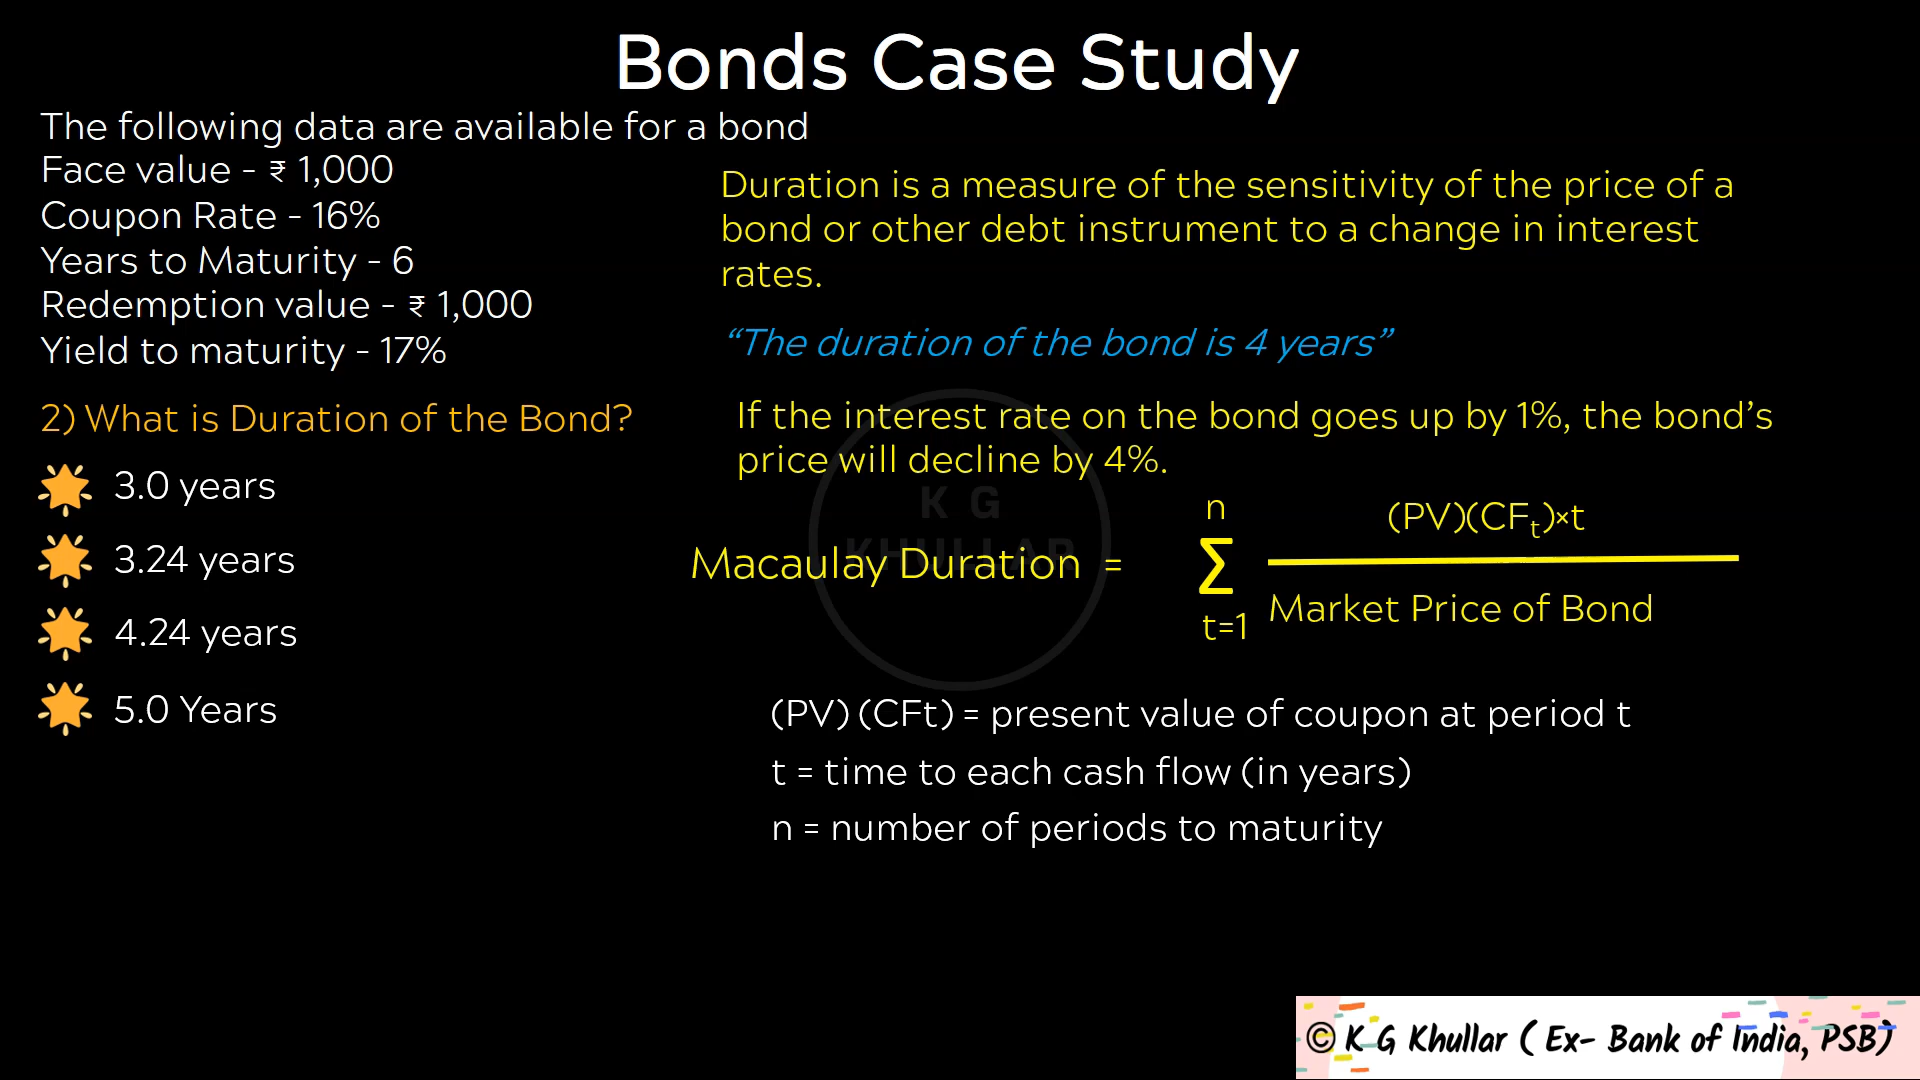 Bonds Case Study
The following data are available for a bond
Face value - ₹ 1,000
Coupon Rate - 16%
Years to Maturity - 6
Redemption value - ₹ 1,000
Yield to maturity - 17%
2) What is Duration of the Bond?
3.0 years
3.24 years
4.24 years
5.0 Years
Duration is a measure of the sensitivity of the price of a
bond or other debt instrument to a change in interest
rates.
“The duration of the bond is 4 years”
If the interest rate on the bond goes up by 1%, the bond’s
price will decline by 4%.
K G
KHULLAR
n
(PV)(CFt)×t
Macaulay Duration = Σ
t=1 Market Price of Bond
(PV) (CFt) = present value of coupon at period t
t = time to each cash flow (in years)
n = number of periods to maturity
© K G Khullar ( Ex- Bank of India, PSB)